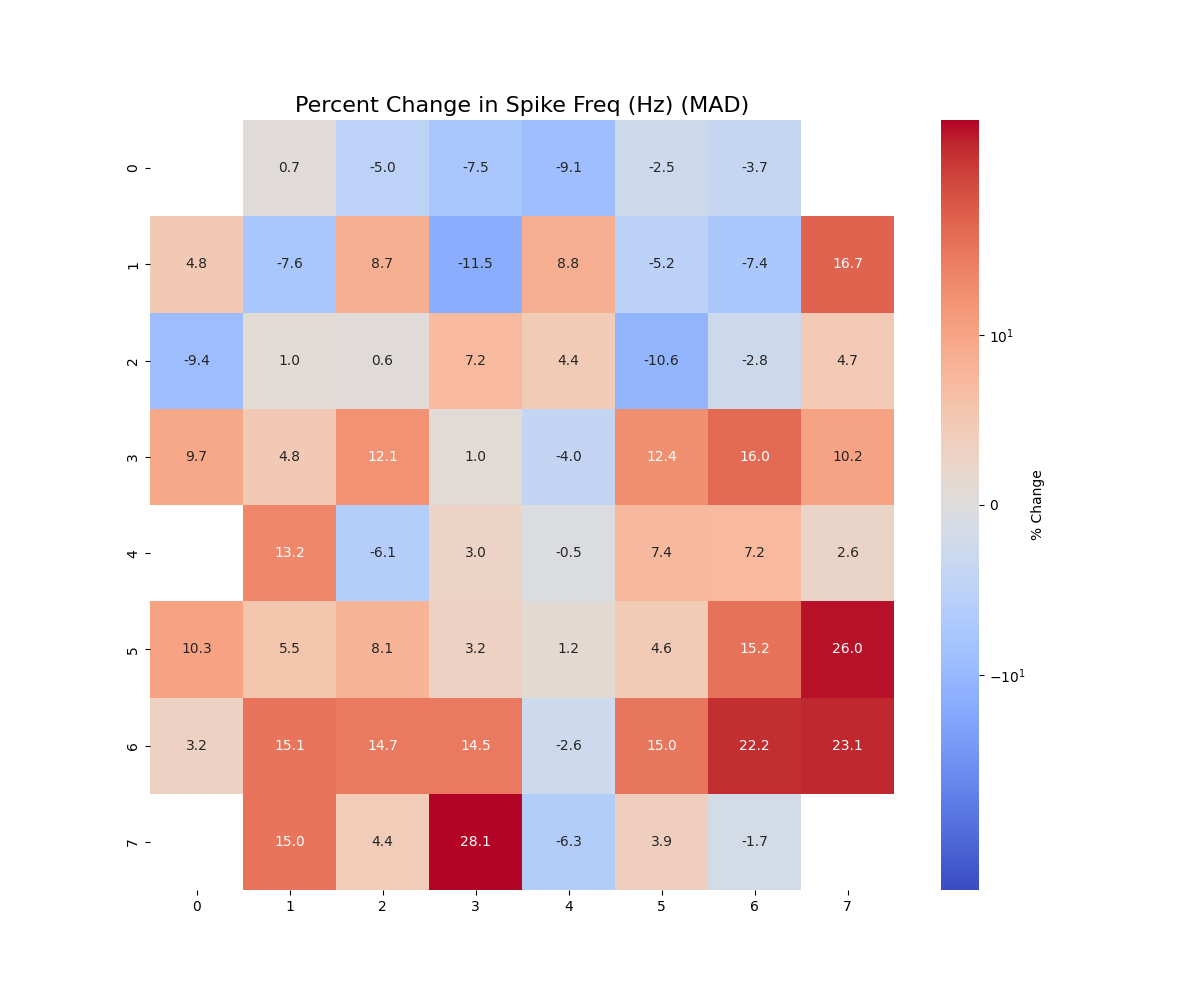 Percent Change in Spike Freq (Hz) (MAD)
0 0.7 -5.0 -7.5 -9.1 -2.5 -3.7
1 4.8 -7.6 8.7 -11.5 8.8 -5.2 -7.4 16.7
10¹
2 -9.4 1.0 0.6 7.2 4.4 -10.6 -2.8 4.7
3 9.7 4.8 12.1 1.0 -4.0 12.4 16.0 10.2
0
% Change
4 13.2 -6.1 3.0 -0.5 7.4 7.2 2.6
5 10.3 5.5 8.1 3.2 1.2 4.6 15.2 26.0
−10¹
6 3.2 15.1 14.7 14.5 -2.6 15.0 22.2 23.1
7 15.0 4.4 28.1 -6.3 3.9 -1.7
0 1 2 3 4 5 6 7